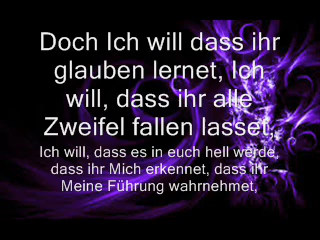 Doch Ich will dass ihr
glauben lernet, Ich
will, dass ihr alle
Zweifel fallen lasset,
Ich will, dass es in euch hell werde,
dass ihr Mich erkennet, dass ihr
Meine Führung wahrnehmet,